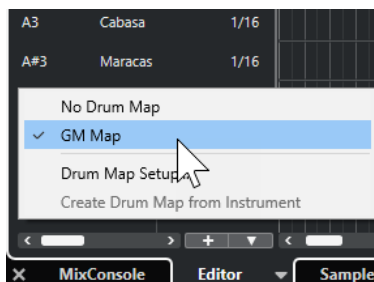 A3 Cabasa 1/16
A#3 Maracas 1/16
No Drum Map
GM Map
Drum Map Setup
Create Drum Map from Instrument
MixConsole Editor Sample